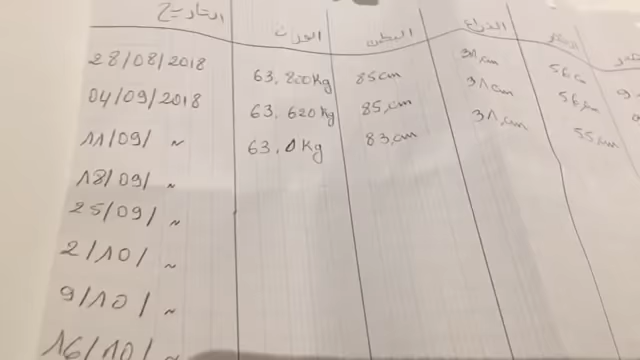 التاريخ الوزن البطن الذراع
28/08/2018 63.800Kg 85cm 31cm 56cm
04/09/2018 63.620Kg 85cm 31cm 56cm
11/09/ ~ 63.0Kg 83cm 31cm 55cm
18/09/ ~
25/09/ ~
2/10/ ~
9/10/ ~
16/10/ ~